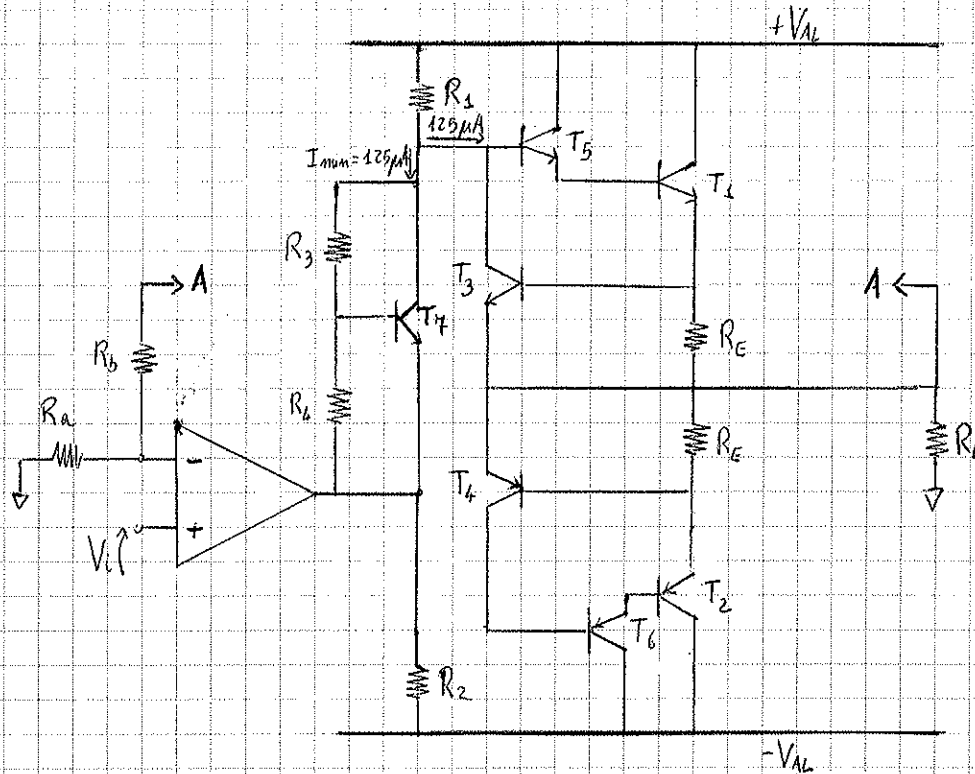 +VAL
R1
125μA
T5
Imin=125μA
T1
R3
A
T3
A
T7
RE
Rb
R4
Ra
RE
-
T4
+
Vi
T2
T6
R2
-VAL